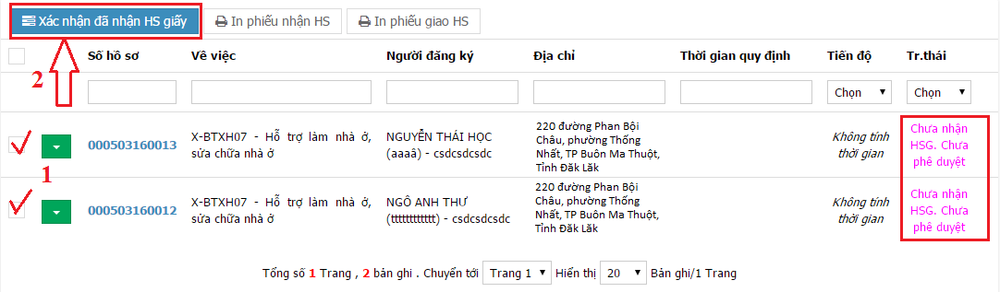 Xác nhận đã nhận HS giấy In phiếu nhận HS In phiếu giao HS
Số hồ sơ Về việc Người đăng ký Địa chỉ Thời gian quy định Tiến độ Tr.thái
2
Chọn Chọn
000503160013
X-BTXH07 - Hỗ trợ làm nhà ở,
sửa chữa nhà ở
NGUYỄN THÁI HỌC
(aaaâ) - csdcsdcsdc
220 đường Phan Bội
Châu, phường Thống
Nhất, TP Buôn Ma Thuột,
Tỉnh Đăk Lăk
Không tính
thời gian
Chưa nhận
HSG. Chưa
phê duyệt
1
000503160012
X-BTXH07 - Hỗ trợ làm nhà ở,
sửa chữa nhà ở
NGÔ ANH THƯ
(ttttttttttttt) - csdcsdcsdc
220 đường Phan Bội
Châu, phường Thống
Nhất, TP Buôn Ma Thuột,
Tỉnh Đăk Lăk
Không tính
thời gian
Chưa nhận
HSG. Chưa
phê duyệt
Tổng số 1 Trang , 2 bản ghi . Chuyển tới Trang 1 Hiển thị 20 Bản ghi/1 Trang